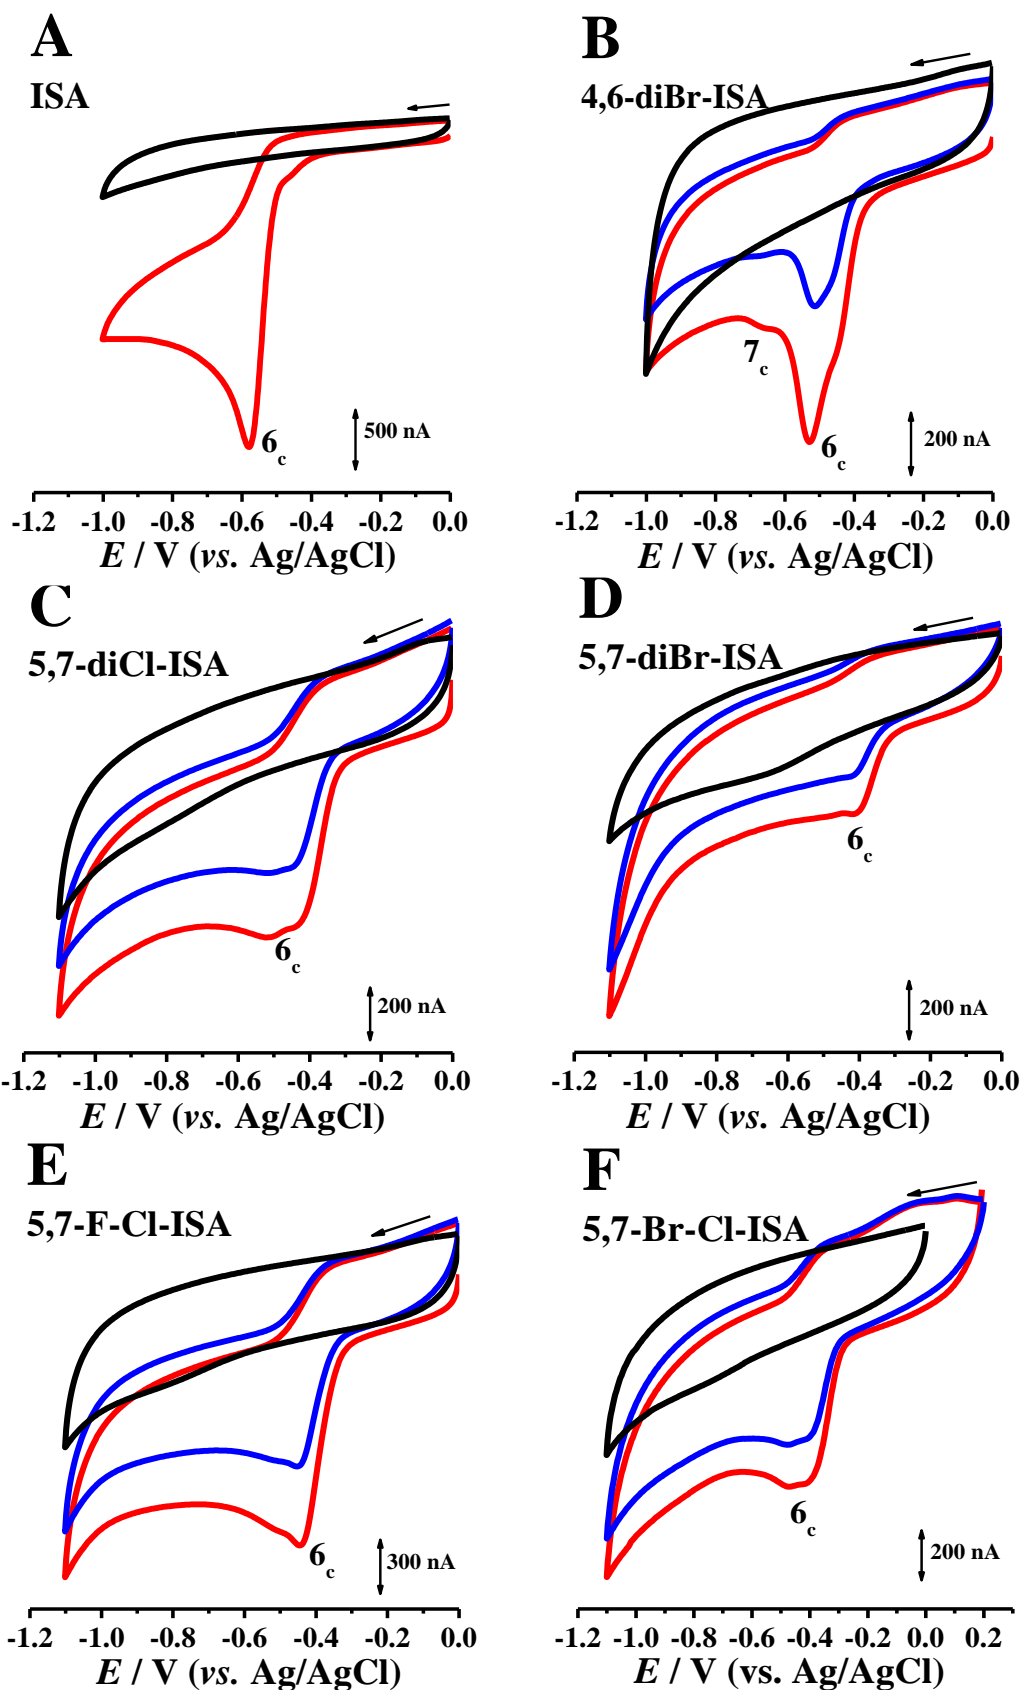 A
ISA
6c
500 nA
-1.2 -1.0 -0.8 -0.6 -0.4 -0.2 0.0
E / V (vs. Ag/AgCl)
B
4,6-diBr-ISA
7c
6c
200 nA
-1.2 -1.0 -0.8 -0.6 -0.4 -0.2 0.0
E / V (vs. Ag/AgCl)
C
5,7-diCl-ISA
6c
200 nA
-1.2 -1.0 -0.8 -0.6 -0.4 -0.2 0.0
E / V (vs. Ag/AgCl)
D
5,7-diBr-ISA
6c
200 nA
-1.2 -1.0 -0.8 -0.6 -0.4 -0.2 0.0
E / V (vs. Ag/AgCl)
E
5,7-F-Cl-ISA
6c
300 nA
-1.2 -1.0 -0.8 -0.6 -0.4 -0.2 0.0
E / V (vs. Ag/AgCl)
F
5,7-Br-Cl-ISA
6c
200 nA
-1.2 -1.0 -0.8 -0.6 -0.4 -0.2 0.0 0.2
E / V (vs. Ag/AgCl)